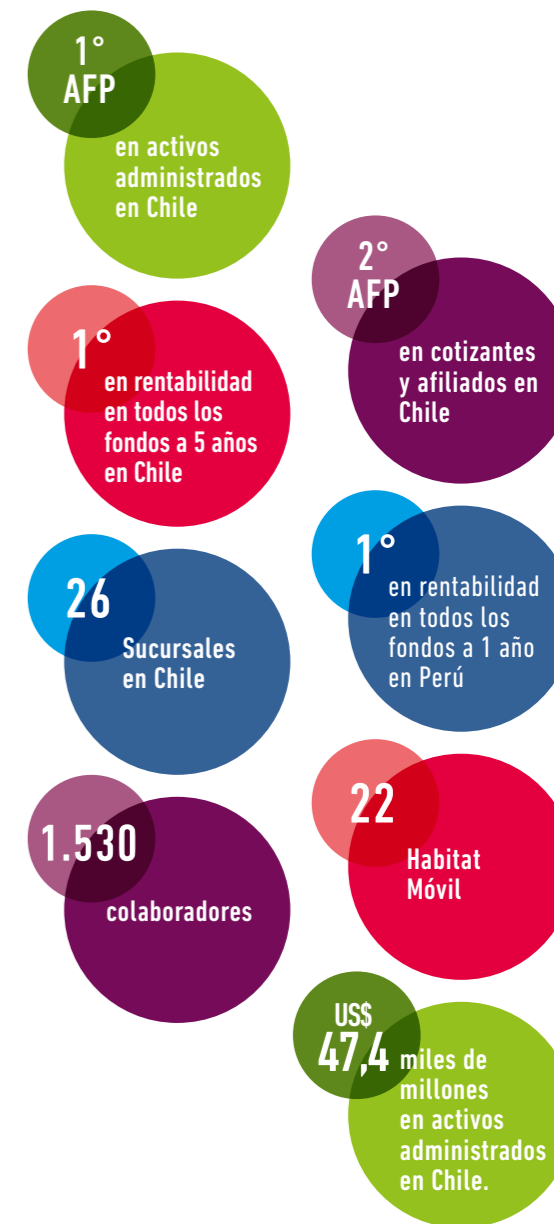 1°
AFP
en activos
administrados
en Chile
2°
AFP
en cotizantes
y afiliados en
Chile
1°
en rentabilidad
en todos los
fondos a 5 años
en Chile
1°
en rentabilidad
en todos los
fondos a 1 año
en Perú
26
Sucursales
en Chile
22
Habitat
Móvil
1.530
colaboradores
US$
47,4
miles de
millones
en activos
administrados
en Chile.